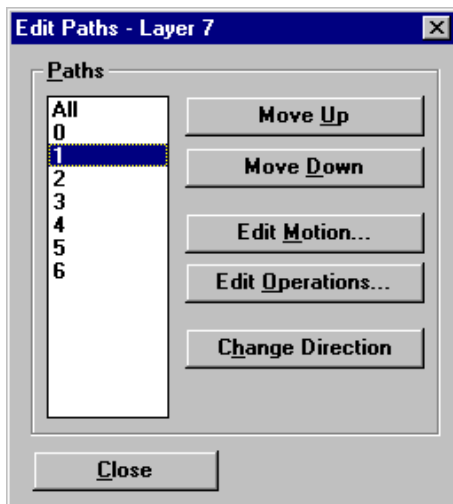 Edit Paths - Layer 7
Paths
All
0
1
2
3
4
5
6
Move Up
Move Down
Edit Motion...
Edit Operations...
Change Direction
Close